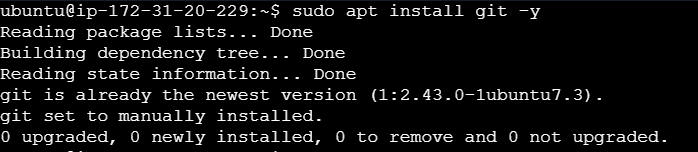 ubuntu@ip-172-31-20-229:~$ sudo apt install git -y
Reading package lists... Done
Building dependency tree... Done
Reading state information... Done
git is already the newest version (1:2.43.0-1ubuntu7.3).
git set to manually installed.
0 upgraded, 0 newly installed, 0 to remove and 0 not upgraded.